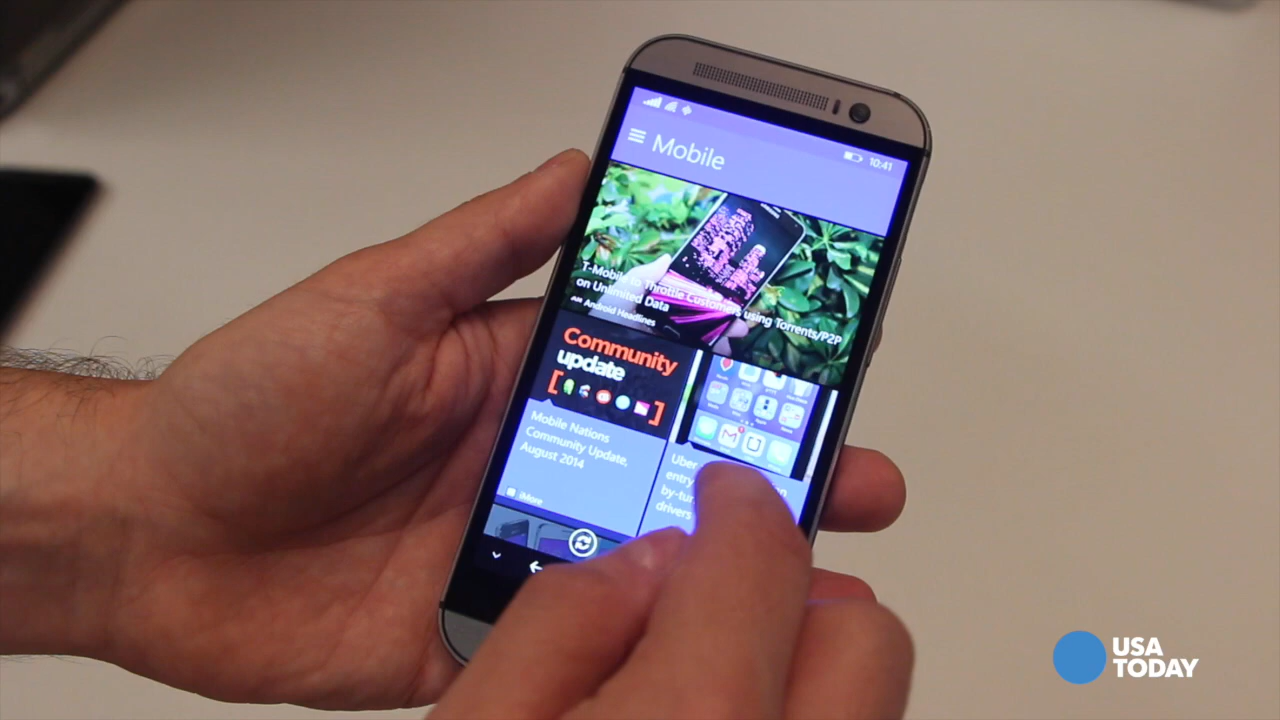 10:41
Mobile
T-Mobile to Throttle Customers using Torrents/P2P
on Unlimited Data
Android Headlines
Community
update
Mobile Nations
Community Update,
August 2014
iMore
Uber
entry
by-tur
drivers
USA
TODAY